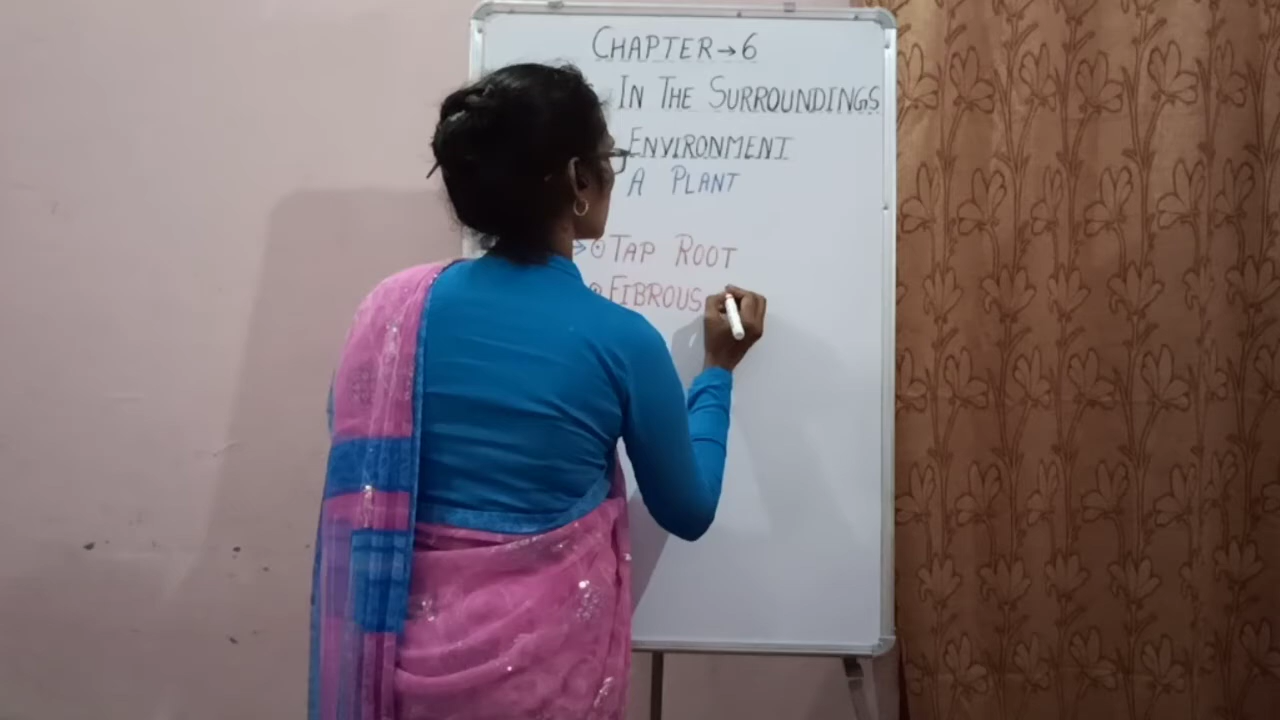 CHAPTER→6
IN THE SURROUNDINGS
ENVIRONMENT
A PLANT
→⊙TAP ROOT
⊙FIBROUS